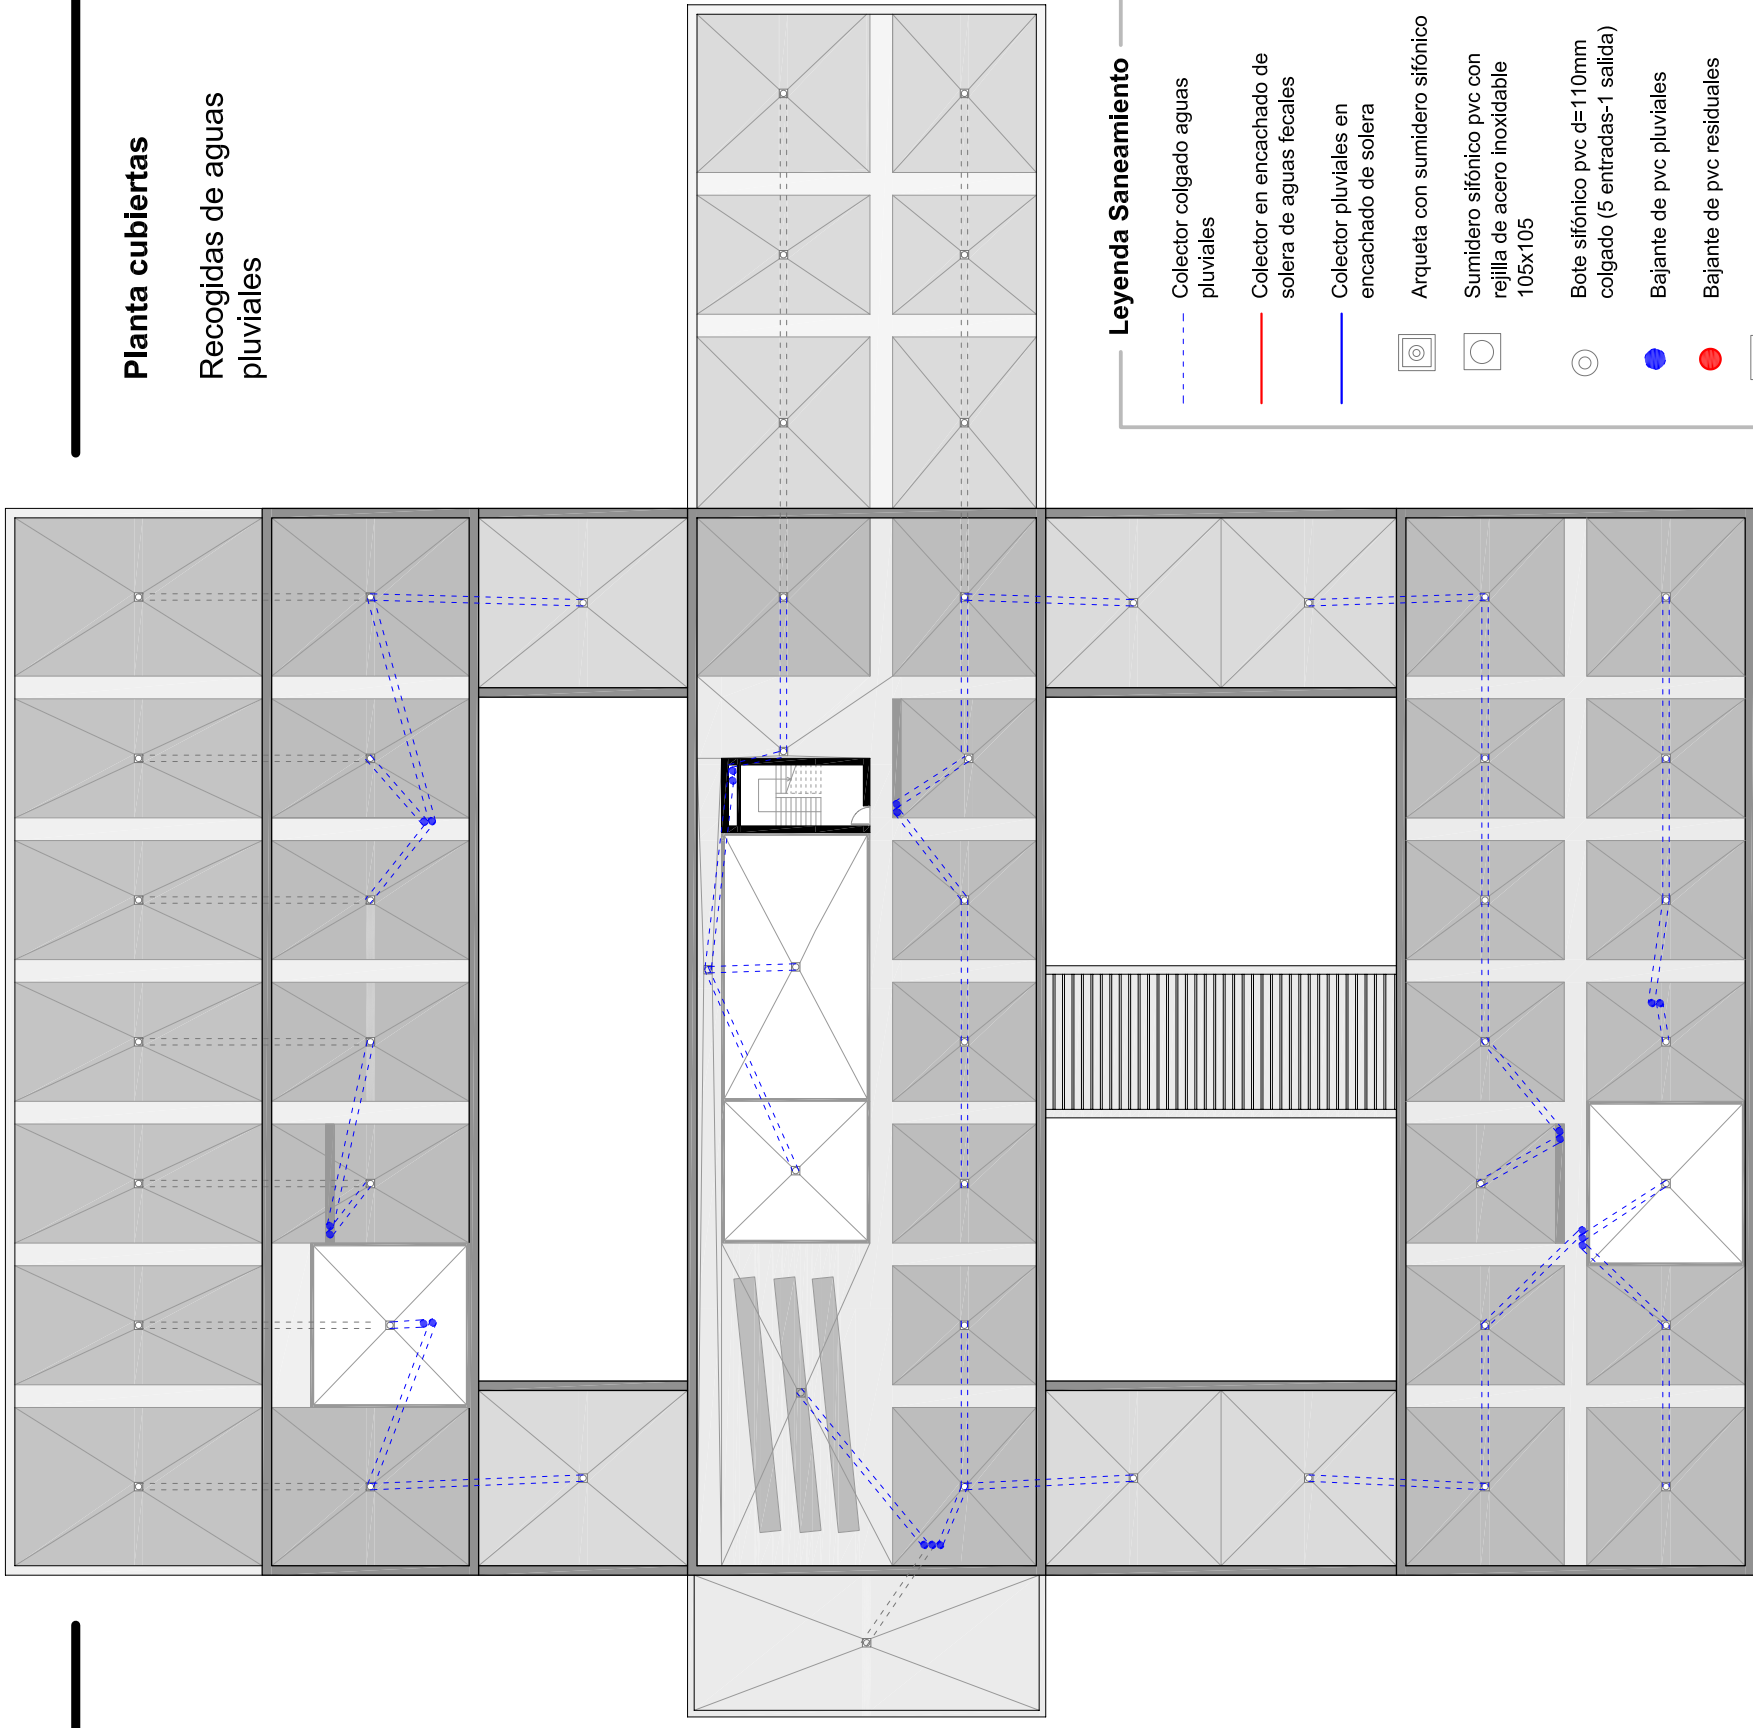 Planta cubiertas
Recogidas de aguas
pluviales
Leyenda Saneamiento
Colector colgado aguas
pluviales
Colector en encachado de
solera de aguas fecales
Colector pluviales en
encachado de solera
Arqueta con sumidero sifónico
Sumidero sifónico pvc con
rejilla de acero inoxidable
105x105
Bote sifónico pvc d=110mm
colgado (5 entradas-1 salida)
Bajante de pvc pluviales
Bajante de pvc residuales